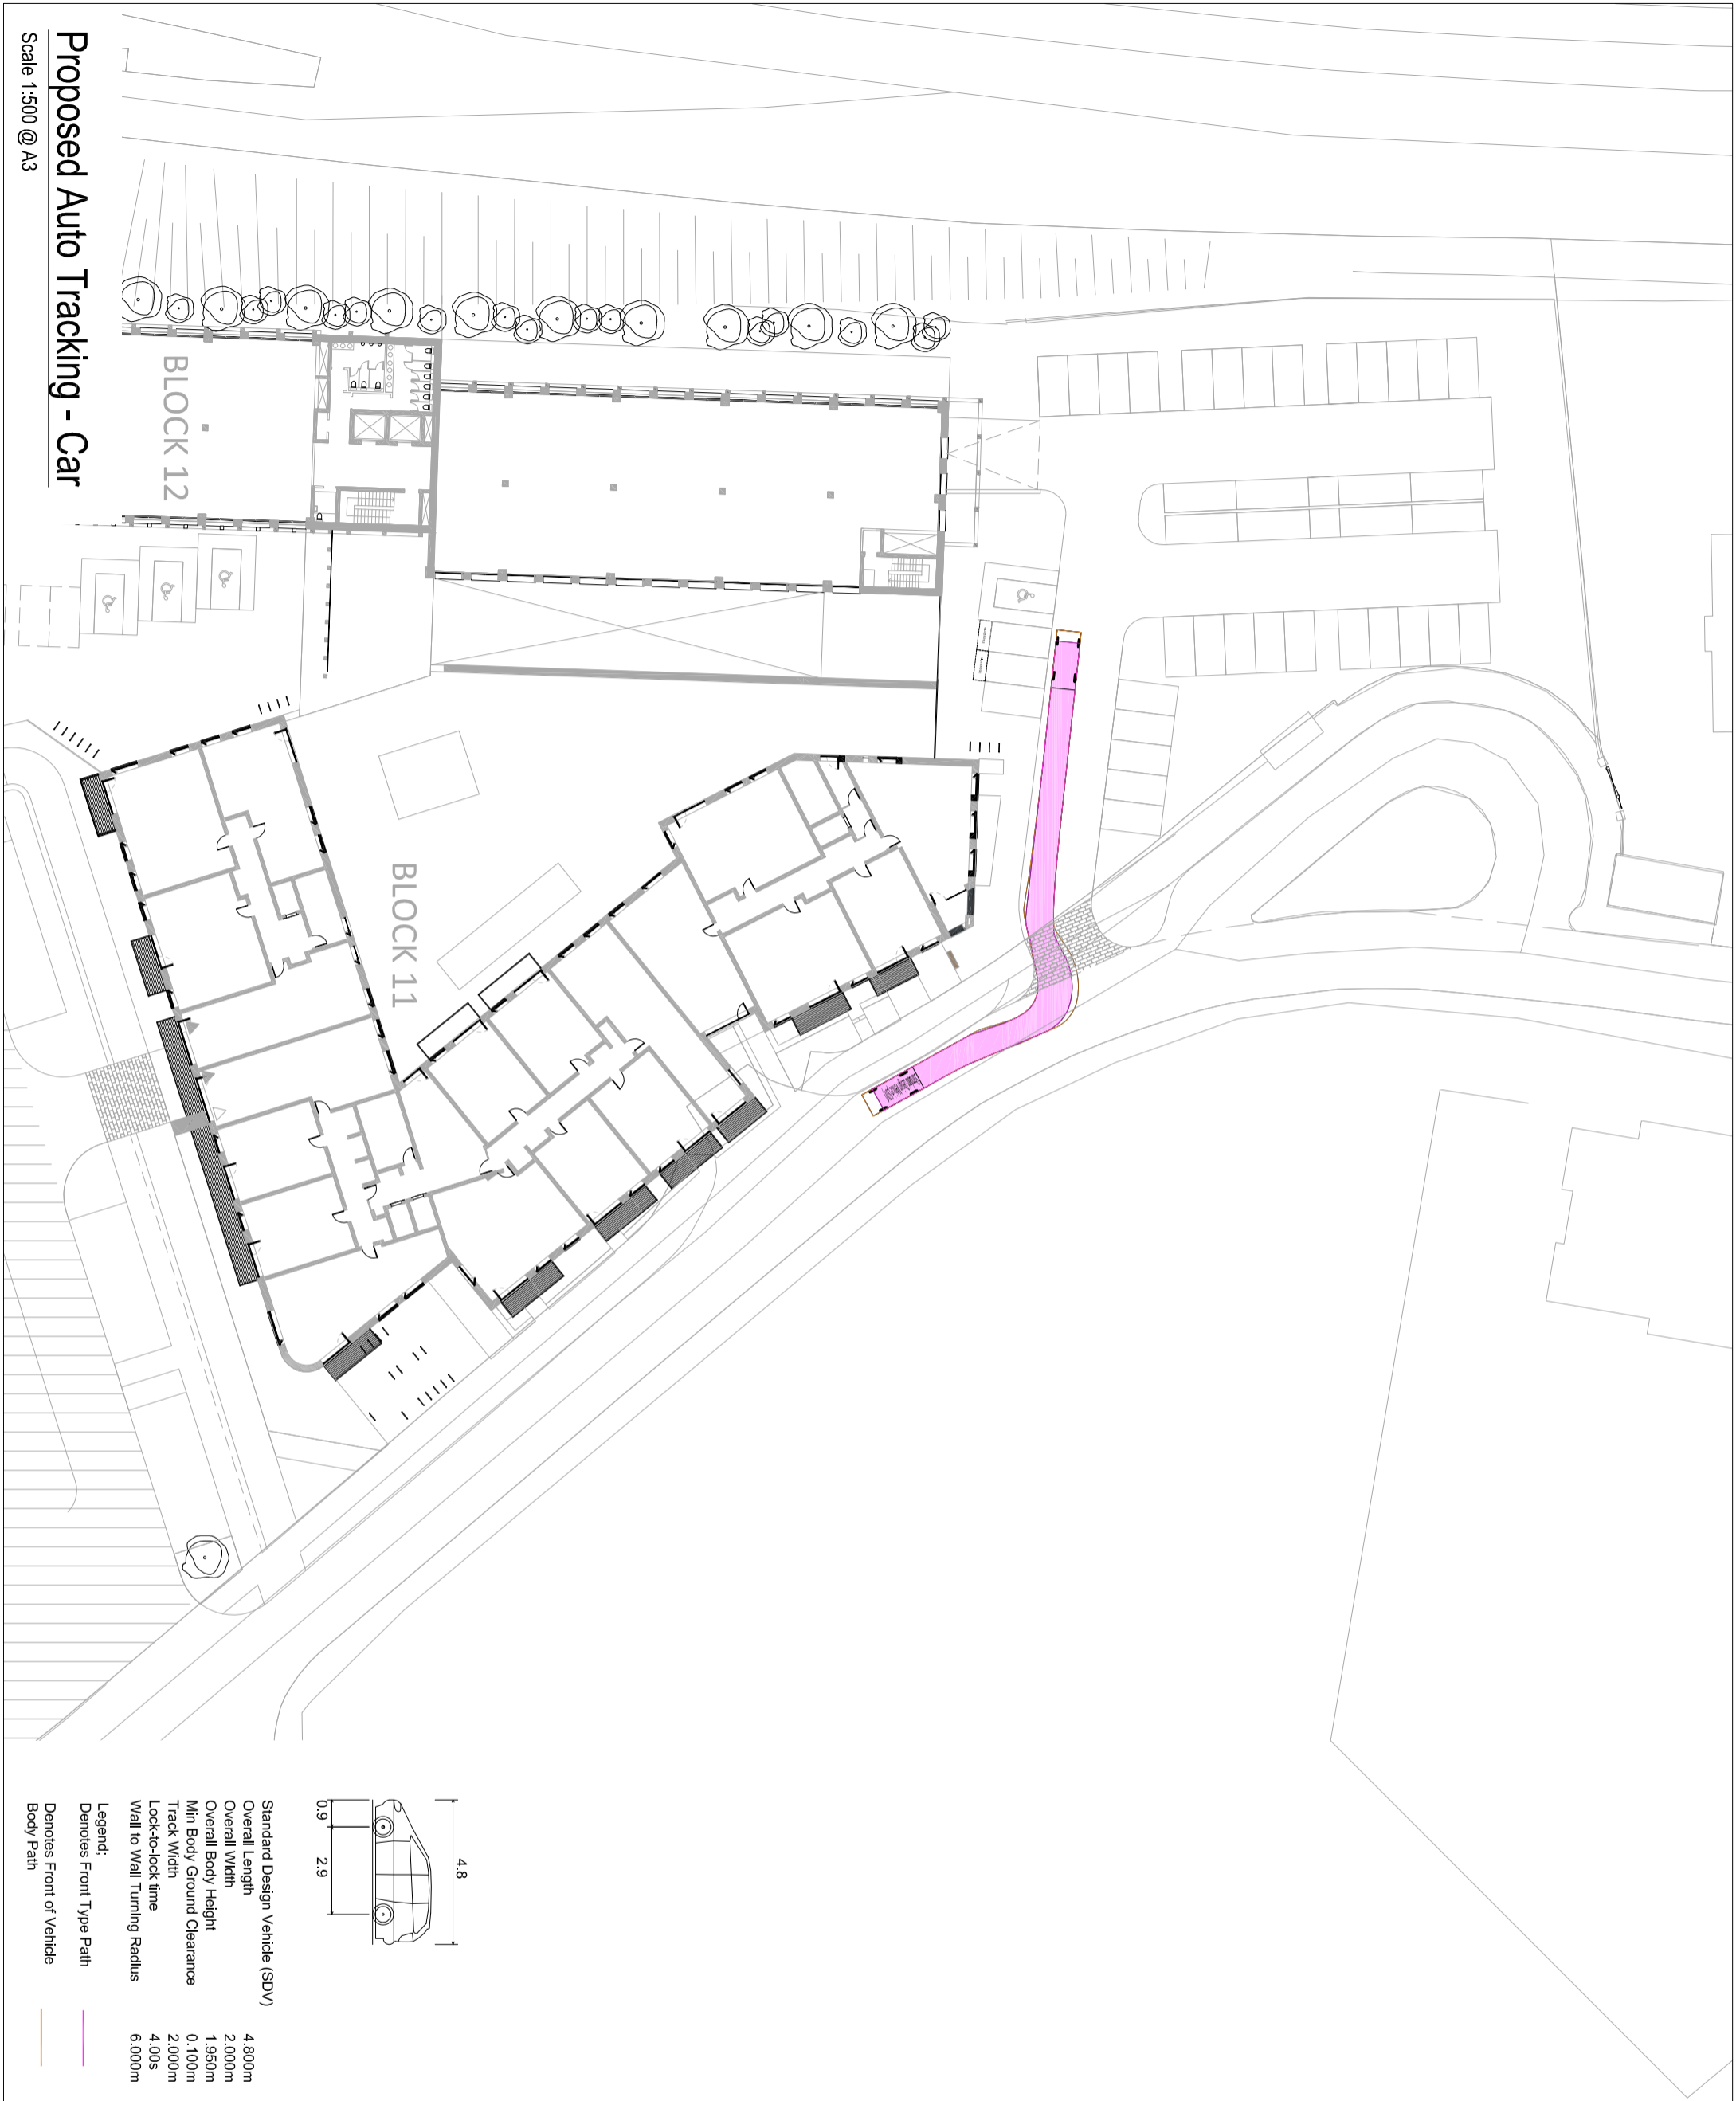 Proposed Auto Tracking - Car
Scale 1:500 @ A3
BLOCK 12
BLOCK 11
4.8
0.9
2.9
Standard Design Vehicle (SDV)
Overall Length 4.800m
Overall Width 2.000m
Overall Body Height 1.950m
Min Body Ground Clearance 0.100m
Track Width 2.000m
Lock-to-lock time 4.00s
Wall to Wall Turning Radius 6.000m
Legend;
Denotes Front Type Path
Denotes Front of Vehicle
Body Path